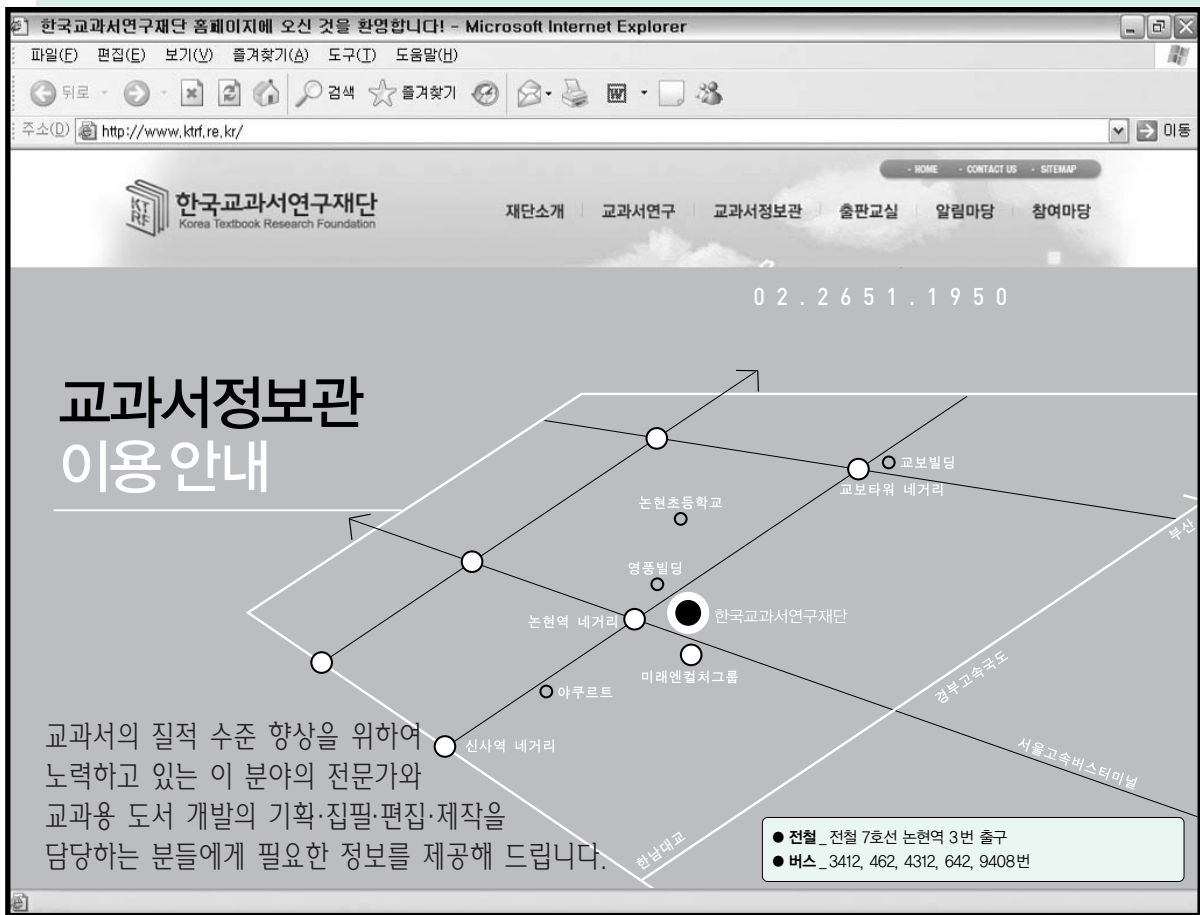 한국교과서연구재단 홈페이지에 오신 것을 환영합니다! - Microsoft Internet Explorer
파일(F) 편집(E) 보기(V) 즐겨찾기(A) 도구(T) 도움말(H)
뒤로 검색 즐겨찾기
주소(D) http://www.ktrf.re.kr/ 이동
· HOME · CONTACT US · SITEMAP
KT
RF
한국교과서연구재단
Korea Textbook Research Foundation
재단소개 교과서연구 교과서정보관 출판교실 알림마당 참여마당
02.2651.1950
교과서정보관
이용 안내
교보빌딩
교보타워 네거리
논현초등학교
부산
영풍빌딩
논현역 네거리
한국교과서연구재단
미래엔컬처그룹
야쿠르트
경부고속국도
신사역 네거리
서울고속버스터미널
한남대교
교과서의 질적 수준 향상을 위하여
노력하고 있는 이 분야의 전문가와
교과용 도서 개발의 기획·집필·편집·제작을
담당하는 분들에게 필요한 정보를 제공해 드립니다.
● 전철_전철 7호선 논현역 3번 출구
● 버스_3412, 462, 4312, 642, 9408번